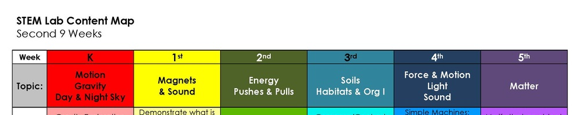 STEM Lab Content Map
Second 9 Weeks
Week K 1st 2nd 3rd 4th 5th
Topic: Motion Gravity Day & Night Sky Magnets & Sound Energy Pushes & Pulls Soils Habitats & Org I Force & Motion Light Sound Matter
Demonstrate what is Simple Machines: